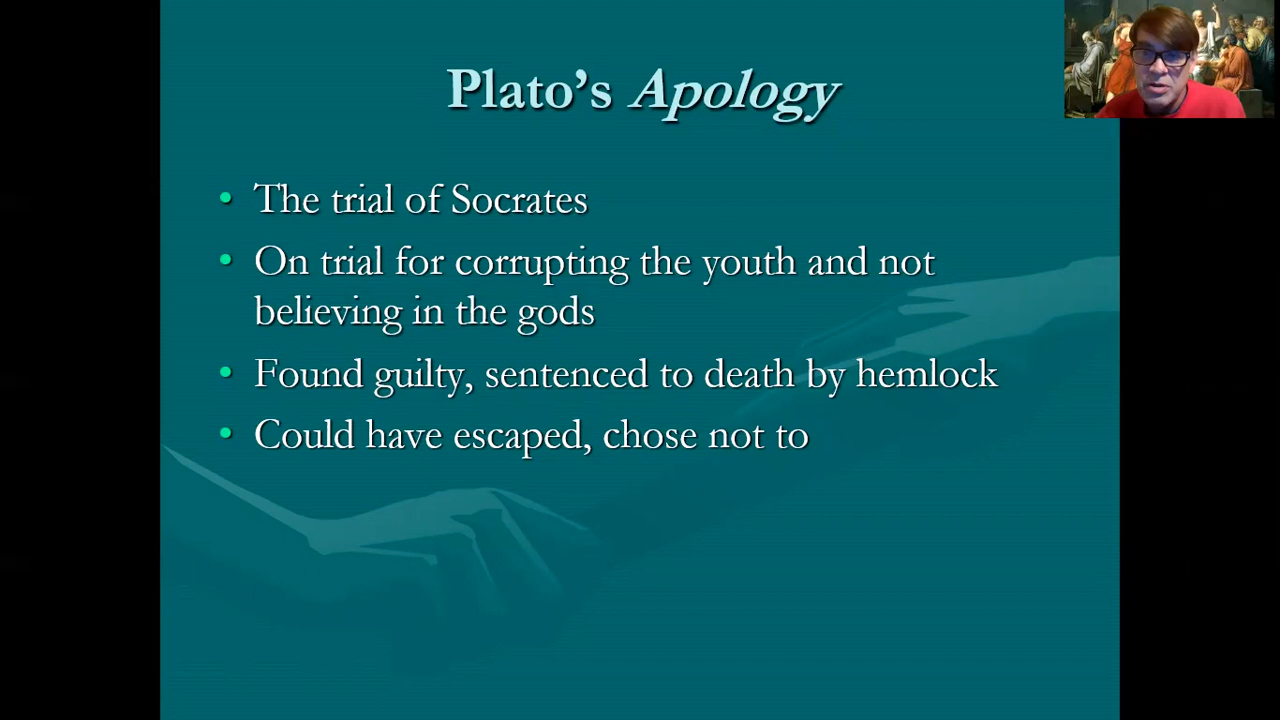 Plato’s Apology
• The trial of Socrates
• On trial for corrupting the youth and not
believing in the gods
• Found guilty, sentenced to death by hemlock
• Could have escaped, chose not to